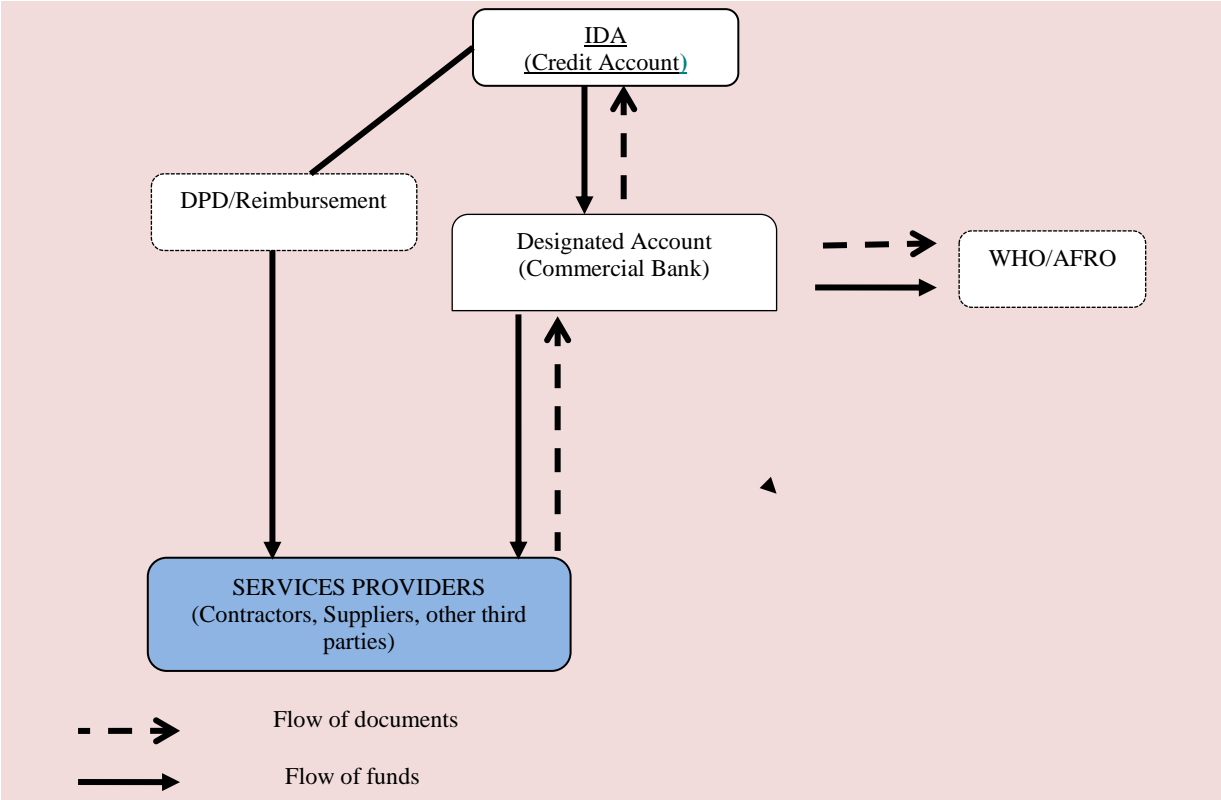 IDA
(Credit Account)
DPD/Reimbursement
Designated Account
(Commercial Bank)
WHO/AFRO
SERVICES PROVIDERS
(Contractors, Suppliers, other third
parties)
Flow of documents
Flow of funds